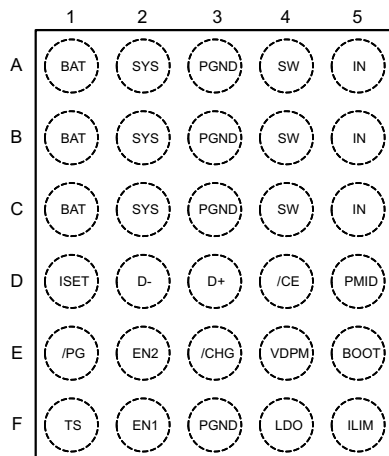 1 2 3 4 5
A BAT SYS PGND SW IN
B BAT SYS PGND SW IN
C BAT SYS PGND SW IN
D ISET D- D+ /CE PMID
E /PG EN2 /CHG VDPM BOOT
F TS EN1 PGND LDO ILIM